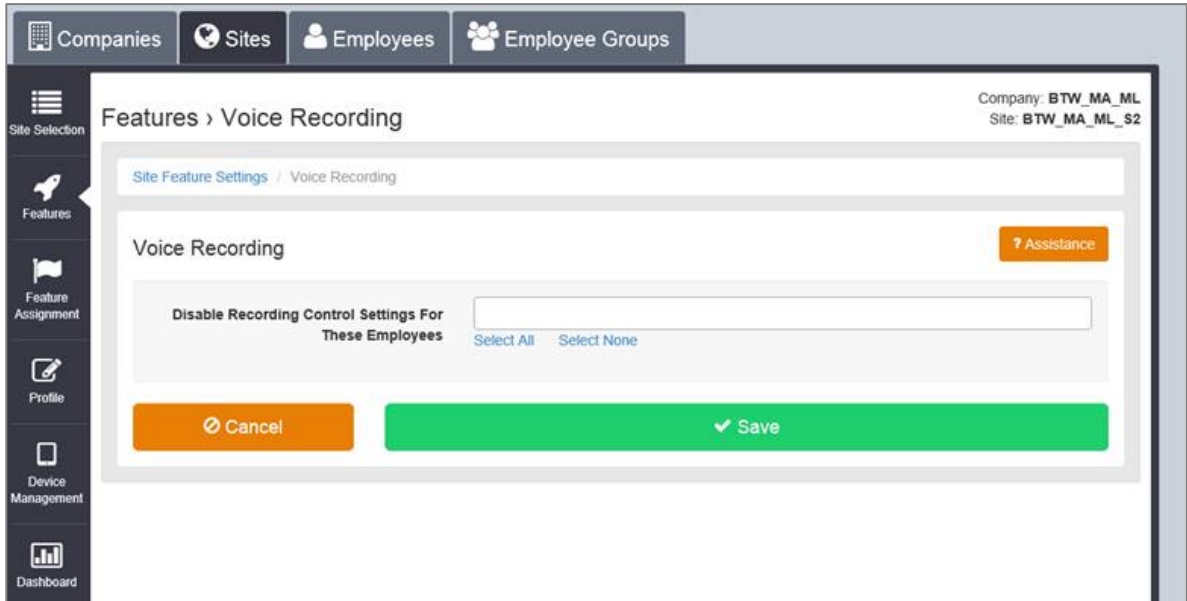 Companies
Sites
Employees
Employee Groups
Site Selection
Features
Feature
Assignment
Profile
Device
Management
Dashboard
Features › Voice Recording
Company: BTW_MA_ML
Site: BTW_MA_ML_S2
Site Feature Settings / Voice Recording
Voice Recording
? Assistance
Disable Recording Control Settings For
These Employees
Select All Select None
Cancel
Save